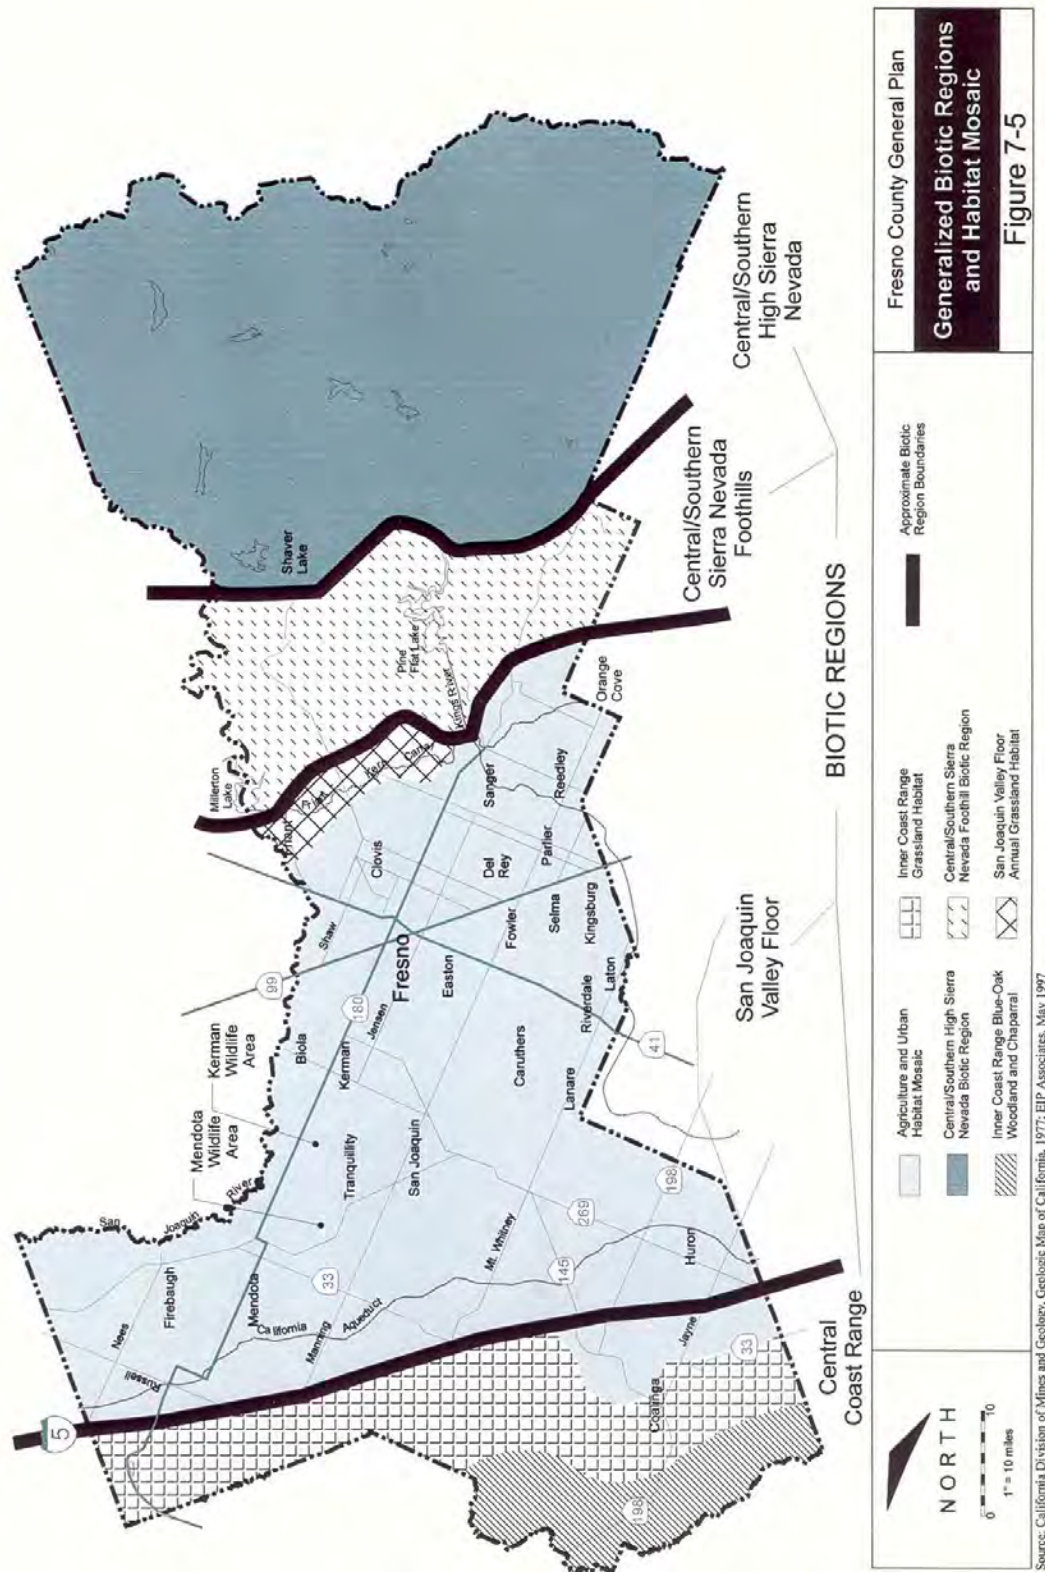 Fresno County General Plan
Generalized Biotic Regions
and Habitat Mosaic
Figure 7-5
Central/Southern
High Sierra
Nevada
Central/Southern
Sierra Nevada
Foothills
San Joaquin
Valley Floor
Central
Coast Range
BIOTIC REGIONS
Mendota
Wildlife
Area
Kerman
Wildlife
Area
San
Joaquin
River
5
Nees
Russell
Firebaugh
Mendota
California
Aqueduct
Manning
33
Tranquillity
San Joaquin
Mt. Whitney
145
269
198
Huron
Jayne
33
Coalinga
198
Biola
Kerman
180
Jensen
99
Shaw
Fresno
Easton
Caruthers
Lanare
Riverdale
Laton
41
Clovis
Fowler
Selma
Kingsburg
Del
Rey
Parlier
Sanger
Reedley
Orange
Cove
Millerton
Lake
Friant
Kern
Canal
Kings River
Pine
Flat Lake
Shaver
Lake
Agriculture and Urban
Habitat Mosaic
Central/Southern High Sierra
Nevada Biotic Region
Inner Coast Range Blue-Oak
Woodland and Chaparral
Inner Coast Range
Grassland Habitat
Central/Southern Sierra
Nevada Foothill Biotic Region
San Joaquin Valley Floor
Annual Grassland Habitat
Approximate Biotic
Region Boundaries
NORTH
0 10
1" = 10 miles
Source: California Division of Mines and Geology, Geologic Map of California, 1977; EIP Associates, May 1997